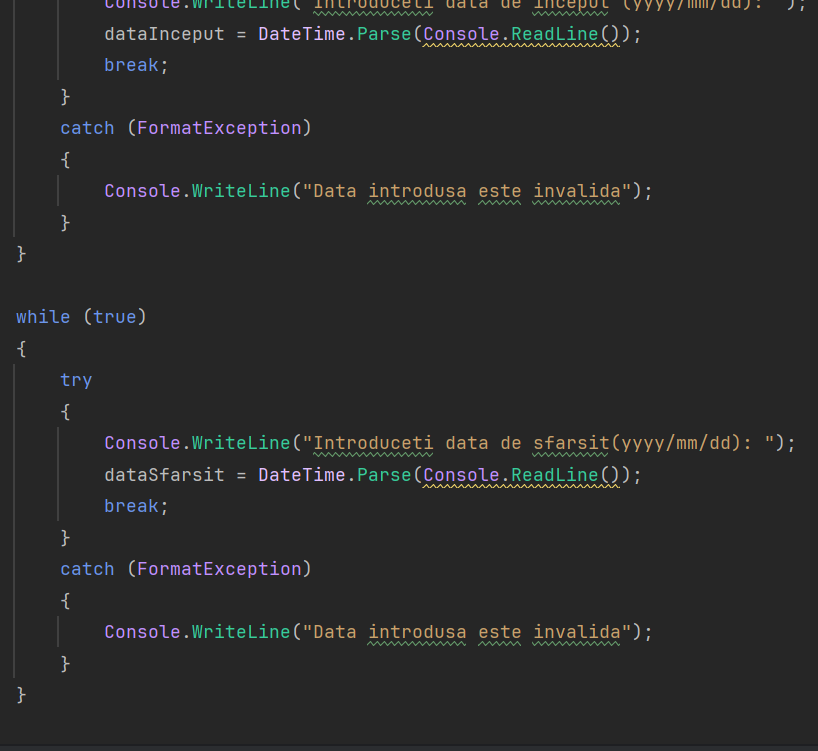 Console.WriteLine("Introduceti data de inceput (yyyy/mm/dd): ");
dataInceput = DateTime.Parse(Console.ReadLine());
break;
}
catch (FormatException)
{
Console.WriteLine("Data introdusa este invalida");
}
}
while (true)
{
try
{
Console.WriteLine("Introduceti data de sfarsit(yyyy/mm/dd): ");
dataSfarsit = DateTime.Parse(Console.ReadLine());
break;
}
catch (FormatException)
{
Console.WriteLine("Data introdusa este invalida");
}
}